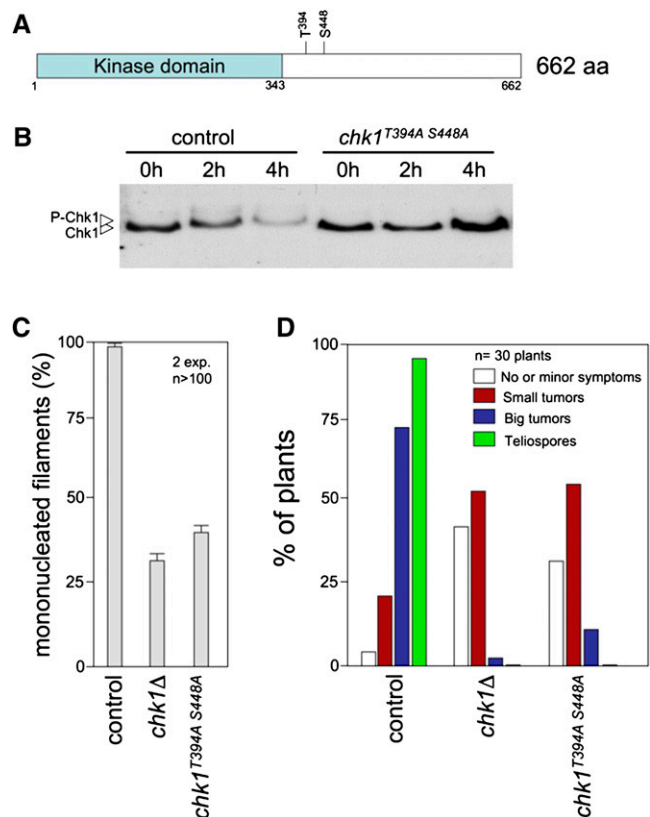 A
T394
S448
Kinase domain
662 aa
1
343
662
B
control
chk1T394A S448A
0h 2h 4h 0h 2h 4h
P-Chk1
Chk1
C
mononucleated filaments (%)
100
75
50
25
0
2 exp.
n>100
control
chk1Δ
chk1T394A S448A
D
% of plants
100
75
50
25
0
n= 30 plants
No or minor symptoms
Small tumors
Big tumors
Teliospores
control
chk1Δ
chk1T394A S448A